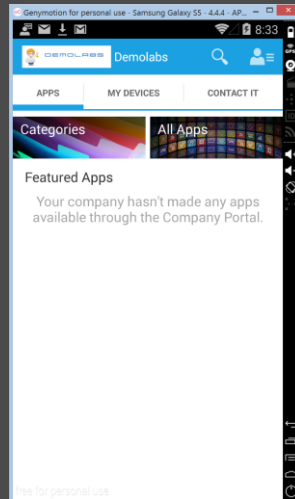 Genymotion for personal use - Samsung Galaxy S5 - 4.4.4 - AP...
8:33
DEMOLABS
Demolabs
APPS
MY DEVICES
CONTACT IT
Categories
All Apps
Featured Apps
Your company hasn't made any apps
available through the Company Portal.
free for personal use